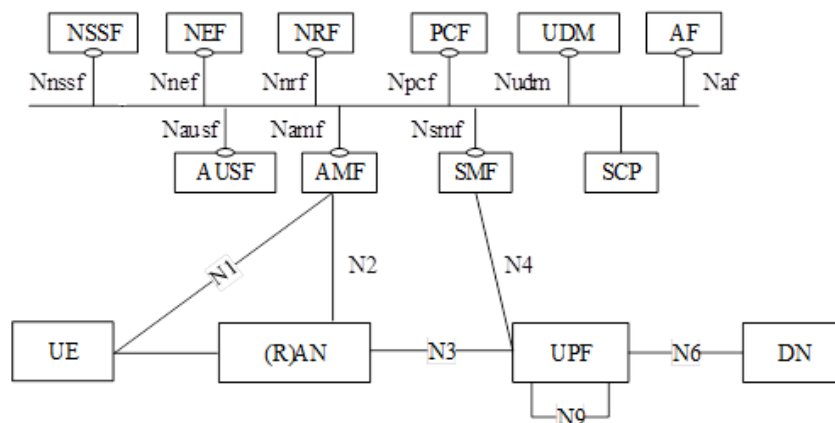 NSSF NEF NRF PCF UDM AF
Nnssf Nnef Nnrf Npcf Nudm Naf
Nausf Namf Nsmf
AUSF AMF SMF SCP
N1 N2 N4
UE (R)AN N3 UPF N6 DN
N9